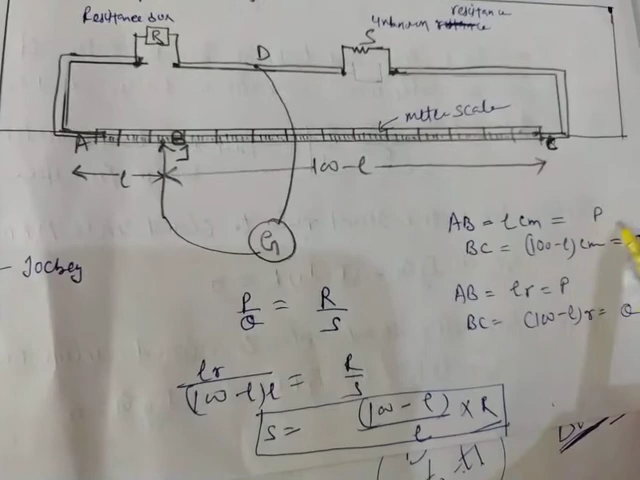 Resistance box
unknown resistance
R
S
D
meter scale
A
B
J
C
l
100-l
G
- Jockey
AB = l cm = P
BC = (100-l) cm =
AB = lr = P
BC = (100-l)r = Q
P/Q = R/S
lr/(100-l)r = R/S
S = (100-l)/l × R